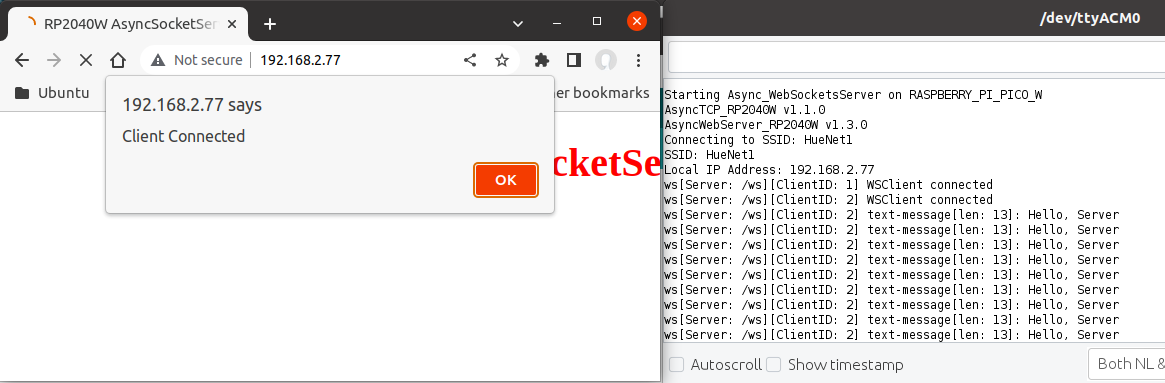 RP2040W AsyncSocketSer
Not secure
192.168.2.77
Ubuntu
her bookmarks
192.168.2.77 says
Client Connected
OK
cketSe
/dev/ttyACM0
Starting Async_WebSocketsServer on RASPBERRY_PI_PICO_W
AsyncTCP_RP2040W v1.1.0
AsyncWebServer_RP2040W v1.3.0
Connecting to SSID: HueNet1
SSID: HueNet1
Local IP Address: 192.168.2.77
ws[Server: /ws][ClientID: 1] WSClient connected
ws[Server: /ws][ClientID: 2] WSClient connected
ws[Server: /ws][ClientID: 2] text-message[len: 13]: Hello, Server
ws[Server: /ws][ClientID: 2] text-message[len: 13]: Hello, Server
ws[Server: /ws][ClientID: 2] text-message[len: 13]: Hello, Server
ws[Server: /ws][ClientID: 2] text-message[len: 13]: Hello, Server
ws[Server: /ws][ClientID: 2] text-message[len: 13]: Hello, Server
ws[Server: /ws][ClientID: 2] text-message[len: 13]: Hello, Server
ws[Server: /ws][ClientID: 2] text-message[len: 13]: Hello, Server
ws[Server: /ws][ClientID: 2] text-message[len: 13]: Hello, Server
ws[Server: /ws][ClientID: 2] text-message[len: 13]: Hello, Server
Autoscroll
Show timestamp
Both NL &